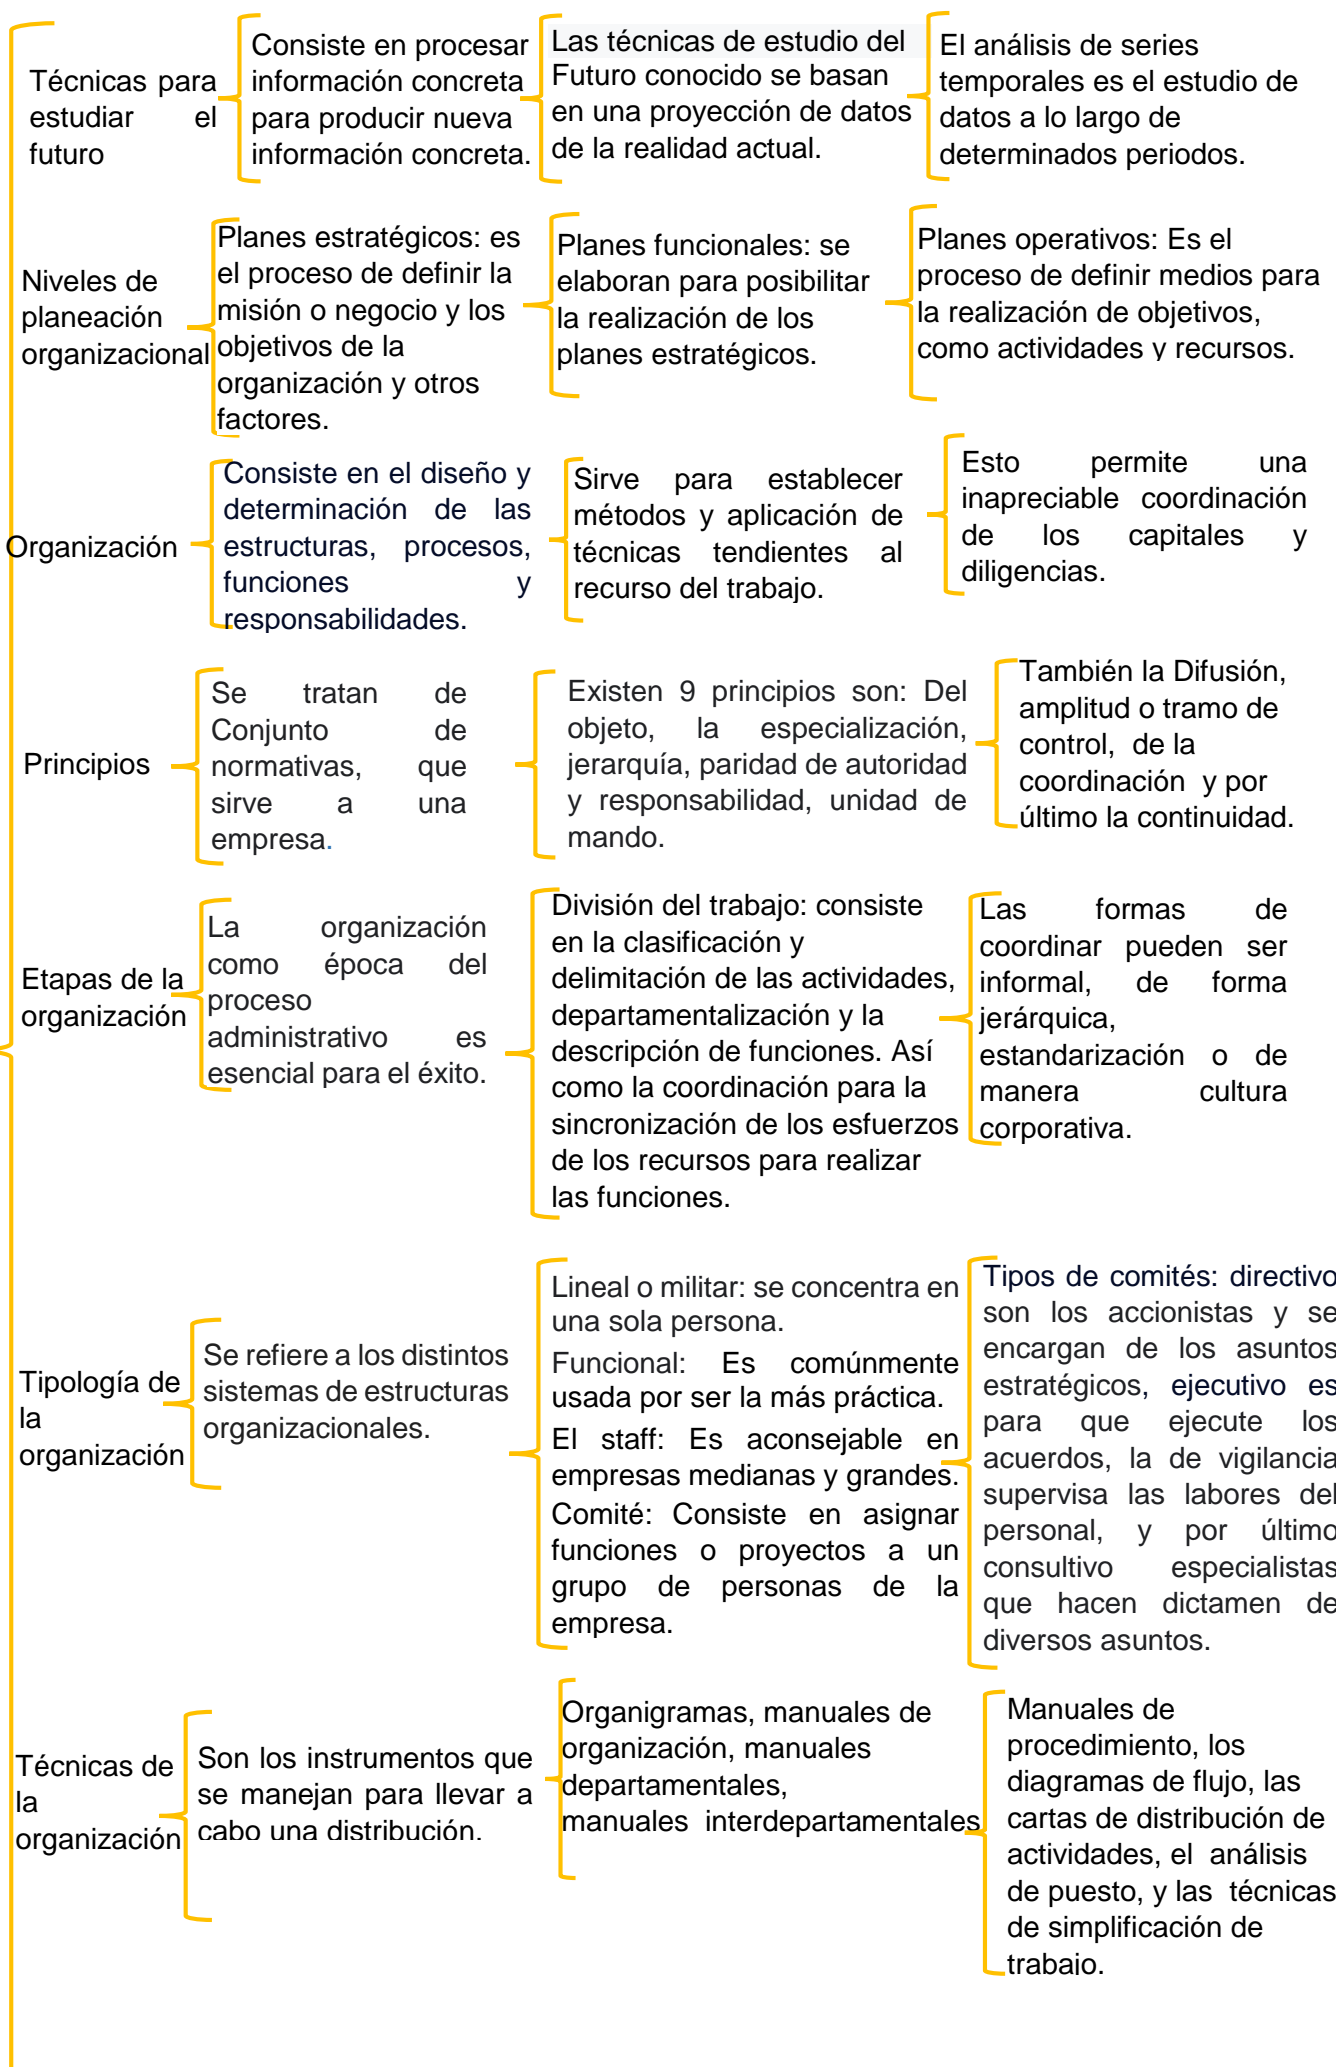 Técnicas para
estudiar el
futuro
Consiste en procesar
información concreta
para producir nueva
información concreta.
Las técnicas de estudio del
Futuro conocido se basan
en una proyección de datos
de la realidad actual.
El análisis de series
temporales es el estudio de
datos a lo largo de
determinados periodos.
Niveles de
planeación
organizacional
Planes estratégicos: es
el proceso de definir la
misión o negocio y los
objetivos de la
organización y otros
factores.
Planes funcionales: se
elaboran para posibilitar
la realización de los
planes estratégicos.
Planes operativos: Es el
proceso de definir medios para
la realización de objetivos,
como actividades y recursos.
Organización
Consiste en el diseño y
determinación de las
estructuras, procesos,
funciones y
responsabilidades.
Sirve para establecer
métodos y aplicación de
técnicas tendientes al
recurso del trabajo.
Esto permite una
inapreciable coordinación
de los capitales y
diligencias.
Principios
Se tratan de
Conjunto de
normativas, que
sirve a una
empresa.
Existen 9 principios son: Del
objeto, la especialización,
jerarquía, paridad de autoridad
y responsabilidad, unidad de
mando.
También la Difusión,
amplitud o tramo de
control, de la
coordinación y por
último la continuidad.
Etapas de la
organización
La organización
como época del
proceso
administrativo es
esencial para el éxito.
División del trabajo: consiste
en la clasificación y
delimitación de las actividades,
departamentalización y la
descripción de funciones. Así
como la coordinación para la
sincronización de los esfuerzos
de los recursos para realizar
las funciones.
Las formas de
coordinar pueden ser
informal, de forma
jerárquica,
estandarización o de
manera cultura
corporativa.
Tipología de
la
organización
Se refiere a los distintos
sistemas de estructuras
organizacionales.
Lineal o militar: se concentra en
una sola persona.
Funcional: Es comúnmente
usada por ser la más práctica.
El staff: Es aconsejable en
empresas medianas y grandes.
Comité: Consiste en asignar
funciones o proyectos a un
grupo de personas de la
empresa.
Tipos de comités: directivo
son los accionistas y se
encargan de los asuntos
estratégicos, ejecutivo es
para que ejecute los
acuerdos, la de vigilancia
supervisa las labores del
personal, y por último
consultivo especialistas
que hacen dictamen de
diversos asuntos.
Técnicas de
la
organización
Son los instrumentos que
se manejan para llevar a
cabo una distribución.
Organigramas, manuales de
organización, manuales
departamentales,
manuales interdepartamentales
Manuales de
procedimiento, los
diagramas de flujo, las
cartas de distribución de
actividades, el análisis
de puesto, y las técnicas
de simplificación de
trabajo.